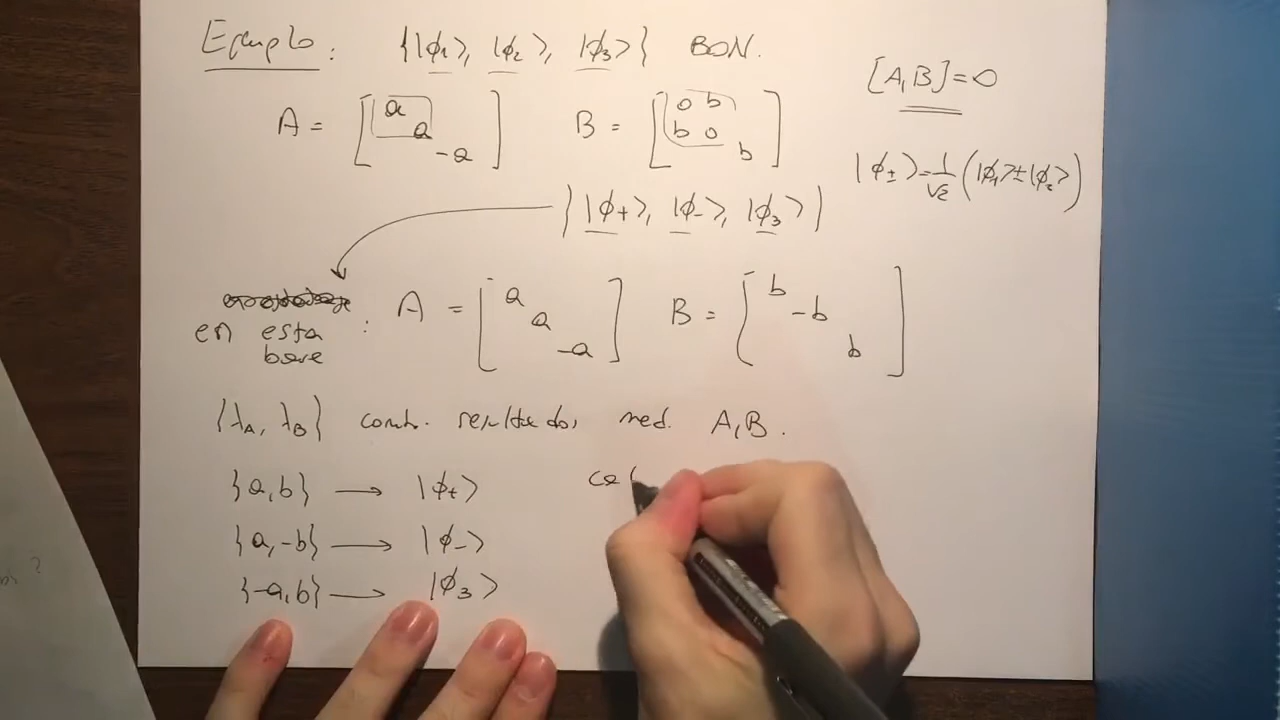 Ejemplo: {|ϕ1>, |ϕ2>, |ϕ3>} BON.
[A,B]=0
A = [a a -a] B = [0 b b 0 b]
|ϕ±>=1/√2 (|ϕ1>±|ϕ2>)
{|ϕ+>, |ϕ->, |ϕ3>}
en esta base : A = [a a -a] B = [b -b b]
{λA, λB} comb. resultados med. A,B.
{a,b} → |ϕ+>
{a,-b} → |ϕ->
{-a,b} → |ϕ3>